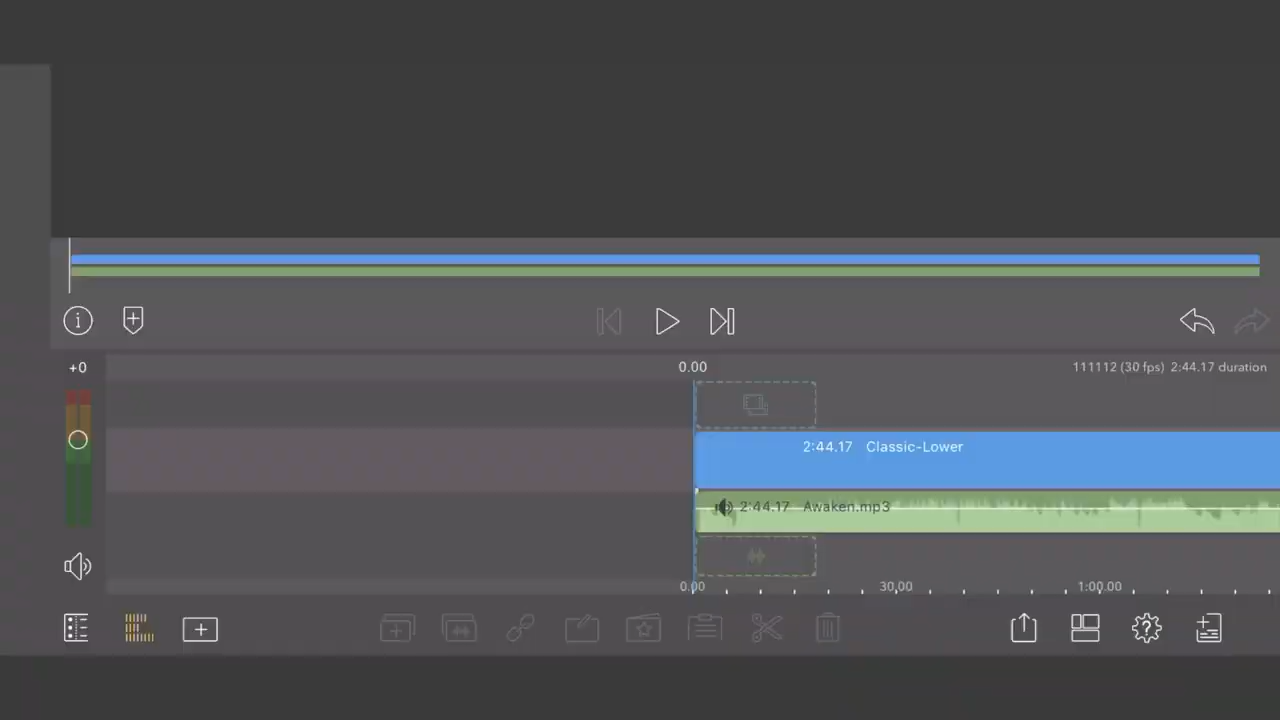 +0
0.00
111112 (30 fps) 2:44.17 duration
2:44.17 Classic-Lower
2:44.17 Awaken.mp3
0.00
30.00
1:00.00